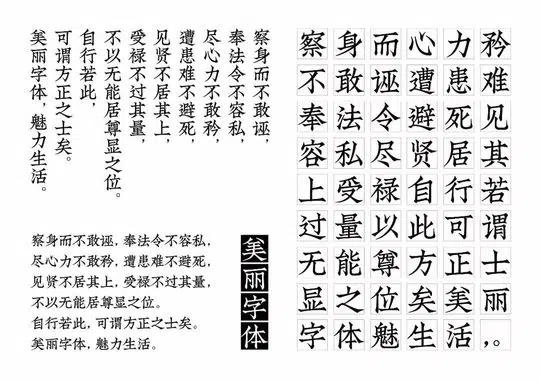 察身而不敢诬，
奉法令不容私，
尽心力不敢矜，
遭患难不避死，
见贤不居其上，
受禄不过其量，
不以无能居尊显之位。
自行若此，
可谓方正之士矣。
美丽字体，魅力生活。
察身而不敢诬，奉法令不容私，
尽心力不敢矜，遭患难不避死，
见贤不居其上，受禄不过其量，
不以无能居尊显之位。
自行若此，可谓方正之士矣。
美丽字体，魅力生活。
美丽字体
察身而心力矜
不敢诬遭患难
奉法令避死见
容私尽贤居其
上受禄自行若
过量以此可谓
无能尊方正士
显之位矣美丽
字体魅生活，。